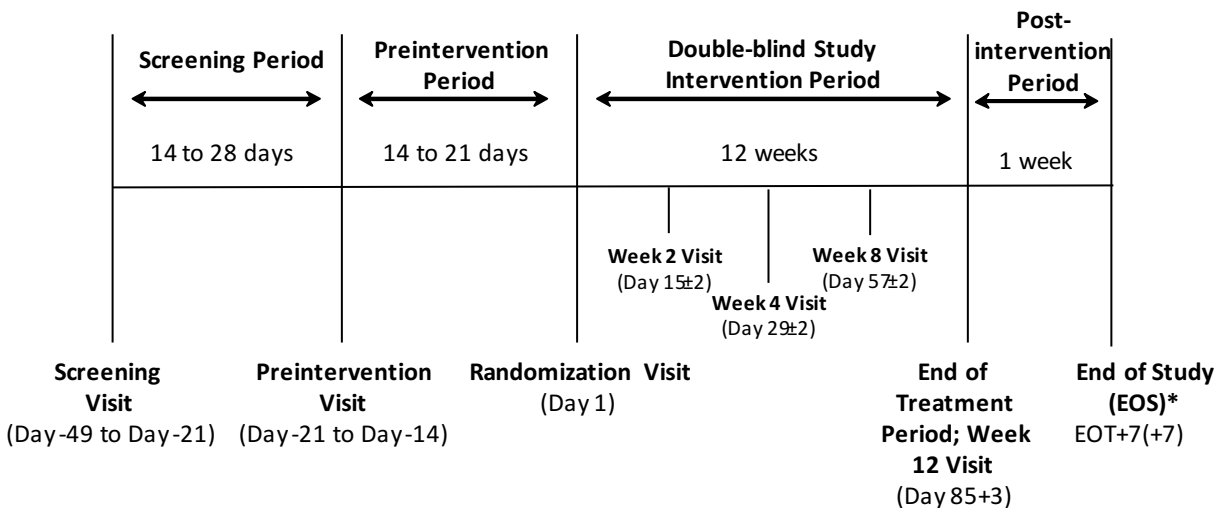 Screening Period
Preintervention
Period
Double-blind Study
Intervention Period
Post-
intervention
Period
14 to 28 days
14 to 21 days
12 weeks
1 week
Week 2 Visit
(Day 15±2)
Week 4 Visit
(Day 29±2)
Week 8 Visit
(Day 57±2)
Screening
Visit
(Day -49 to Day -21)
Preintervention
Visit
(Day -21 to Day -14)
Randomization Visit
(Day 1)
End of
Treatment
Period; Week
12 Visit
(Day 85+3)
End of Study
(EOS)*
EOT+7(+7)